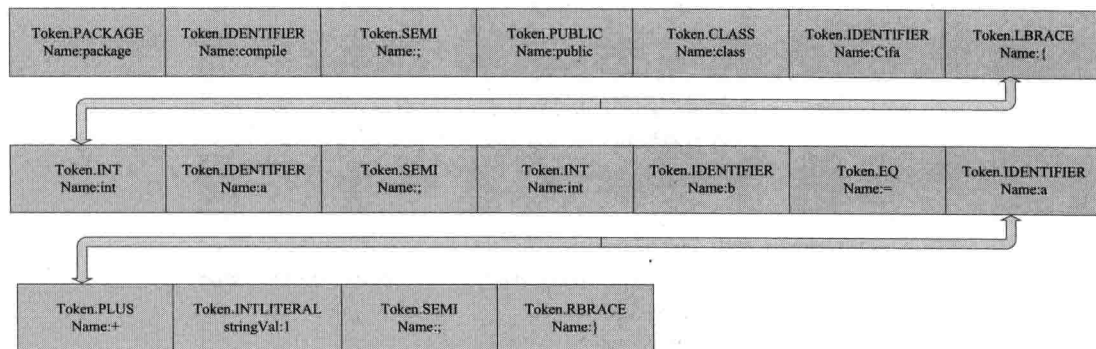 Token.PACKAGE
Name:package
Token.IDENTIFIER
Name:compile
Token.SEMI
Name:;
Token.PUBLIC
Name:public
Token.CLASS
Name:class
Token.IDENTIFIER
Name:Cifa
Token.LBRACE
Name:{
Token.INT
Name:int
Token.IDENTIFIER
Name:a
Token.SEMI
Name:;
Token.INT
Name:int
Token.IDENTIFIER
Name:b
Token.EQ
Name:=
Token.IDENTIFIER
Name:a
Token.PLUS
Name:+
Token.INTLITERAL
stringVal:1
Token.SEMI
Name:;
Token.RBRACE
Name:}